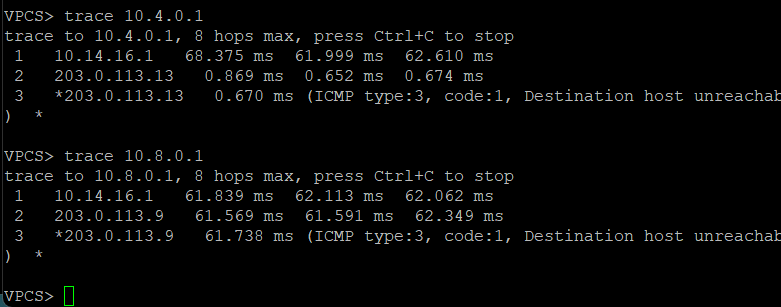 VPCS> trace 10.4.0.1
trace to 10.4.0.1, 8 hops max, press Ctrl+C to stop
 1   10.14.16.1   68.375 ms  61.999 ms  62.610 ms
 2   203.0.113.13   0.869 ms  0.652 ms  0.674 ms
 3   *203.0.113.13   0.670 ms (ICMP type:3, code:1, Destination host unreachab
)  *
VPCS> trace 10.8.0.1
trace to 10.8.0.1, 8 hops max, press Ctrl+C to stop
 1   10.14.16.1   61.839 ms  62.113 ms  62.062 ms
 2   203.0.113.9   61.569 ms  61.591 ms  62.349 ms
 3   *203.0.113.9   61.738 ms (ICMP type:3, code:1, Destination host unreachab
)  *
VPCS>